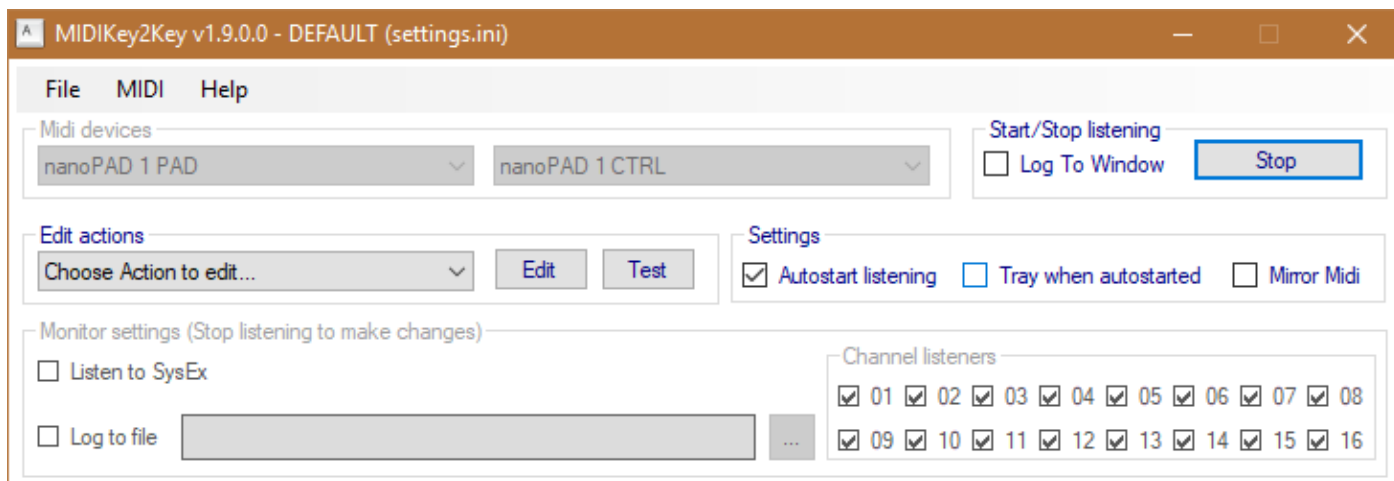 MIDIKey2Key v1.9.0.0 - DEFAULT (settings.ini)
File MIDI Help
Midi devices
nanoPAD 1 PAD
nanoPAD 1 CTRL
Start/Stop listening
Log To Window
Stop
Edit actions
Choose Action to edit...
Edit
Test
Settings
Autostart listening
Tray when autostarted
Mirror Midi
Monitor settings (Stop listening to make changes)
Listen to SysEx
Log to file
...
Channel listeners
01 02 03 04 05 06 07 08
09 10 11 12 13 14 15 16